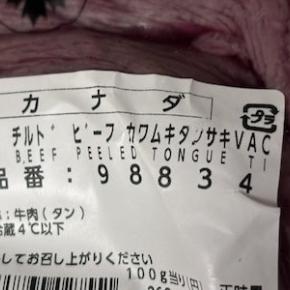 カナダ
チルド ビーフ カワムキタンサキVAC
BEEF PEELED TONGUE TI
品番:98834
:牛肉(タン)
蔵4℃以下
してお召し上がりください
100g当り(円)